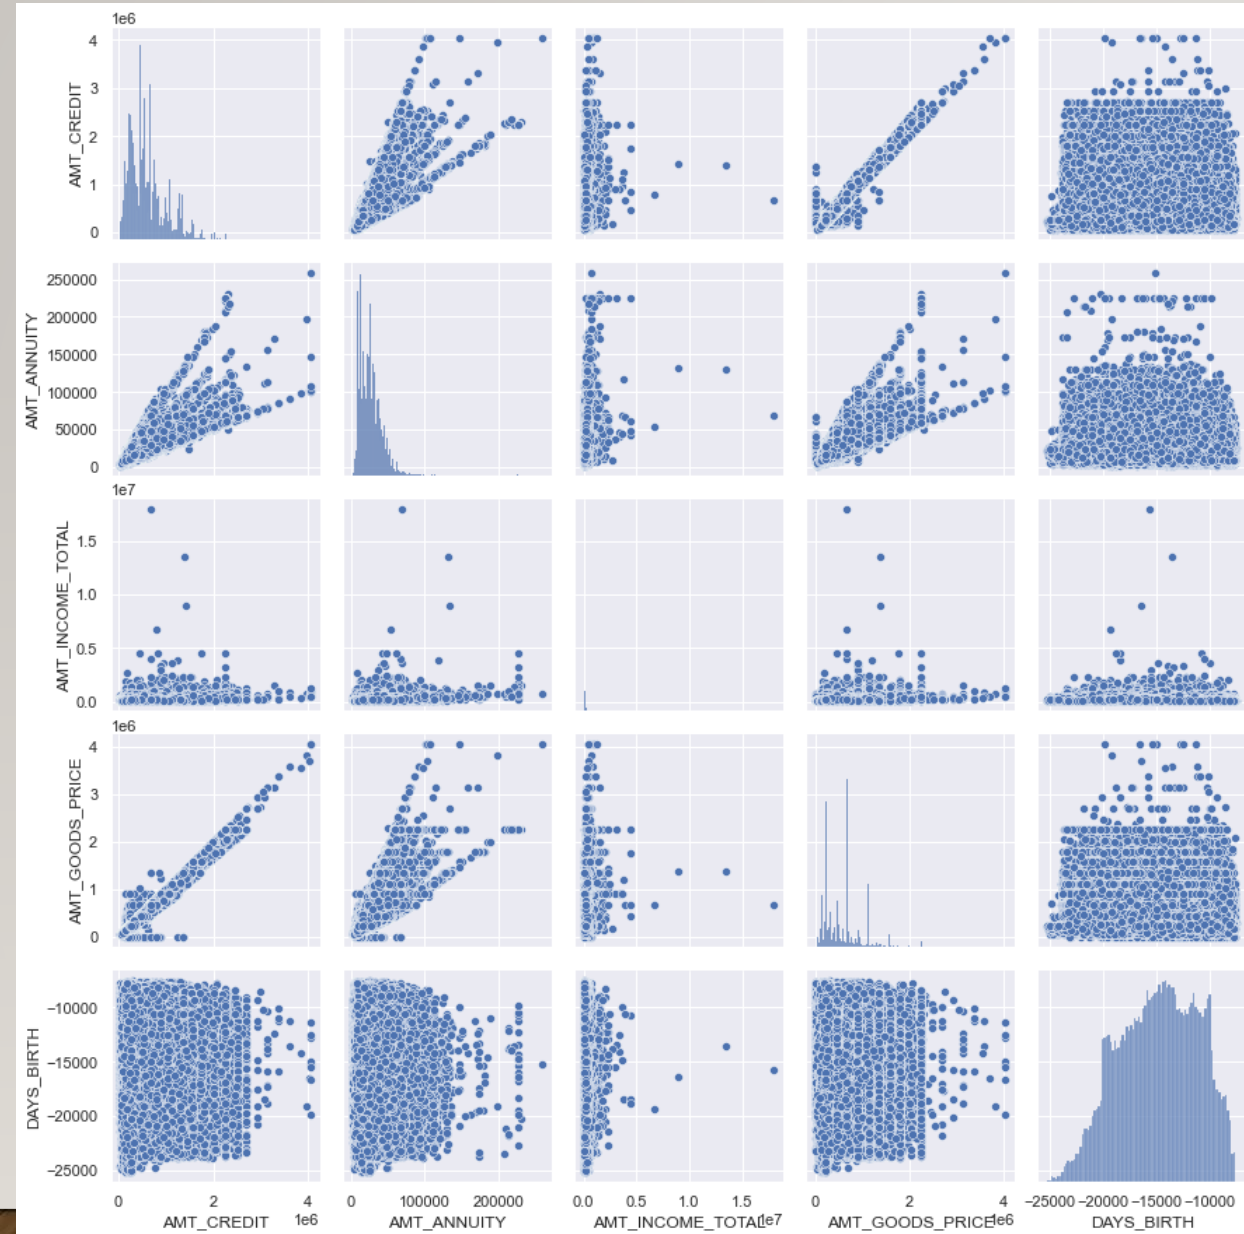 1e6
4
3
2
1
0
AMT_CREDIT
250000
200000
150000
100000
50000
0
AMT_ANNUITY
1e7
1.5
1.0
0.5
0.0
AMT_INCOME_TOTAL
1e6
4
3
2
1
0
AMT_GOODS_PRICE
−10000
−15000
−20000
−25000
DAYS_BIRTH
0 2 4
0 100000 200000
0.0 0.5 1.0 1.5
0 2 4
−25000 −20000 −15000 −10000
AMT_CREDIT 1e6
AMT_ANNUITY
AMT_INCOME_TOTAL 1e7
AMT_GOODS_PRICE 1e6
DAYS_BIRTH